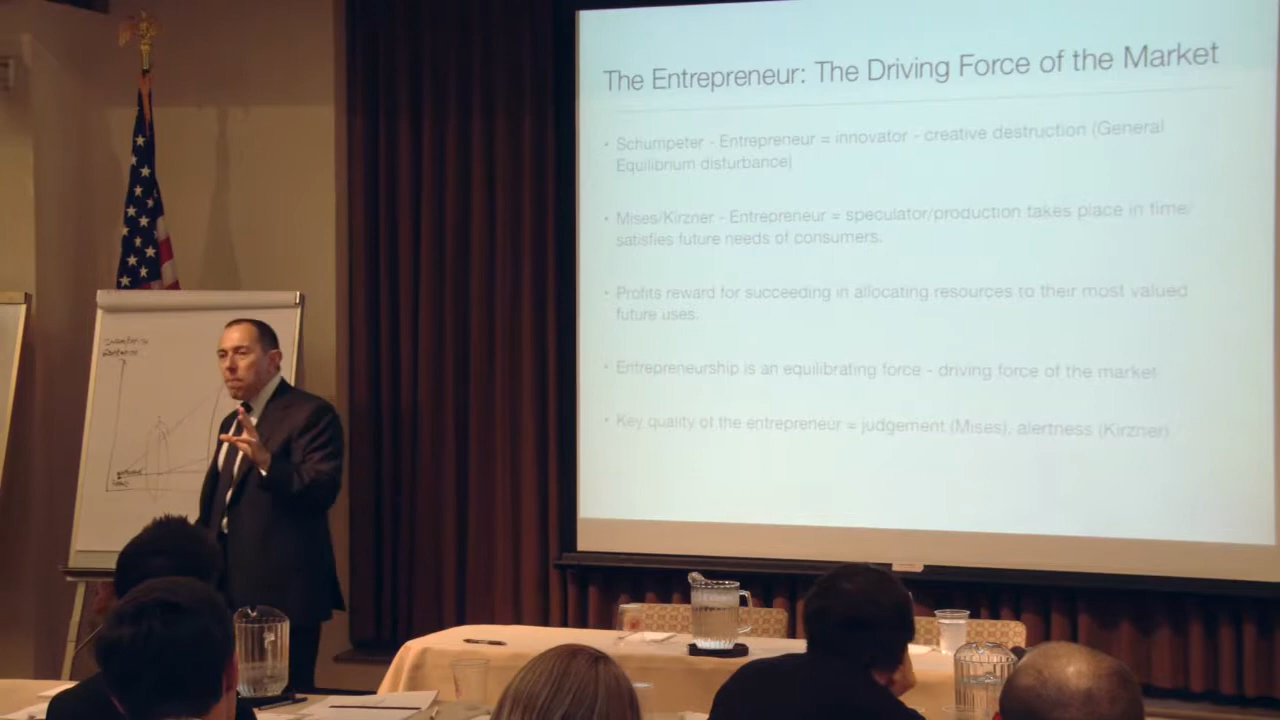 The Entrepreneur: The Driving Force of the Market
• Schumpeter - Entrepreneur = innovator - creative destruction (General
Equilibrium disturbance)
• Mises/Kirzner - Entrepreneur = speculator/production takes place in time/
satisfies future needs of consumers.
• Profits reward for succeeding in allocating resources to their most valued
future uses.
• Entrepreneurship is an equilibrating force - driving force of the market
• Key quality of the entrepreneur = judgement (Mises), alertness (Kirzner)